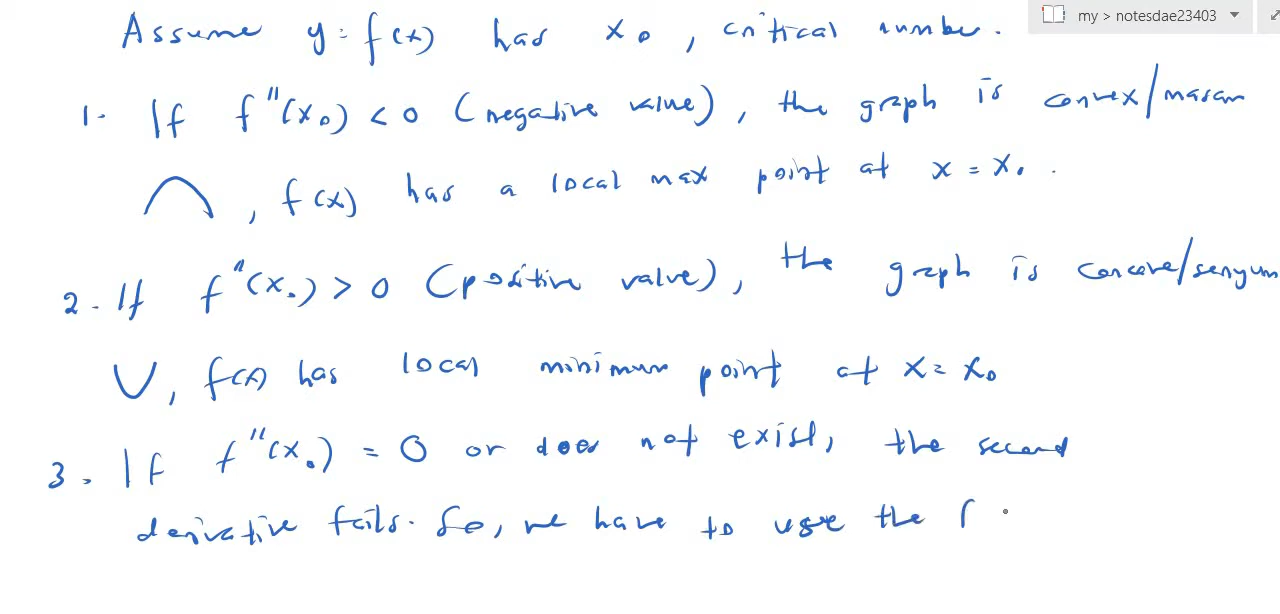 my > notesdae23403
Assume y = f(x) has x₀, critical number.
1. If f"(x₀) < 0 (negative value), the graph is convex/masam
∩, f(x) has a local max point at x = x₀.
2. If f"(x₀) > 0 (positive value), the graph is concave/senyum
∪, f(x) has local minimum point at x = x₀
3. If f"(x₀) = 0 or does not exist, the second
derivative fails. So, we have to use the